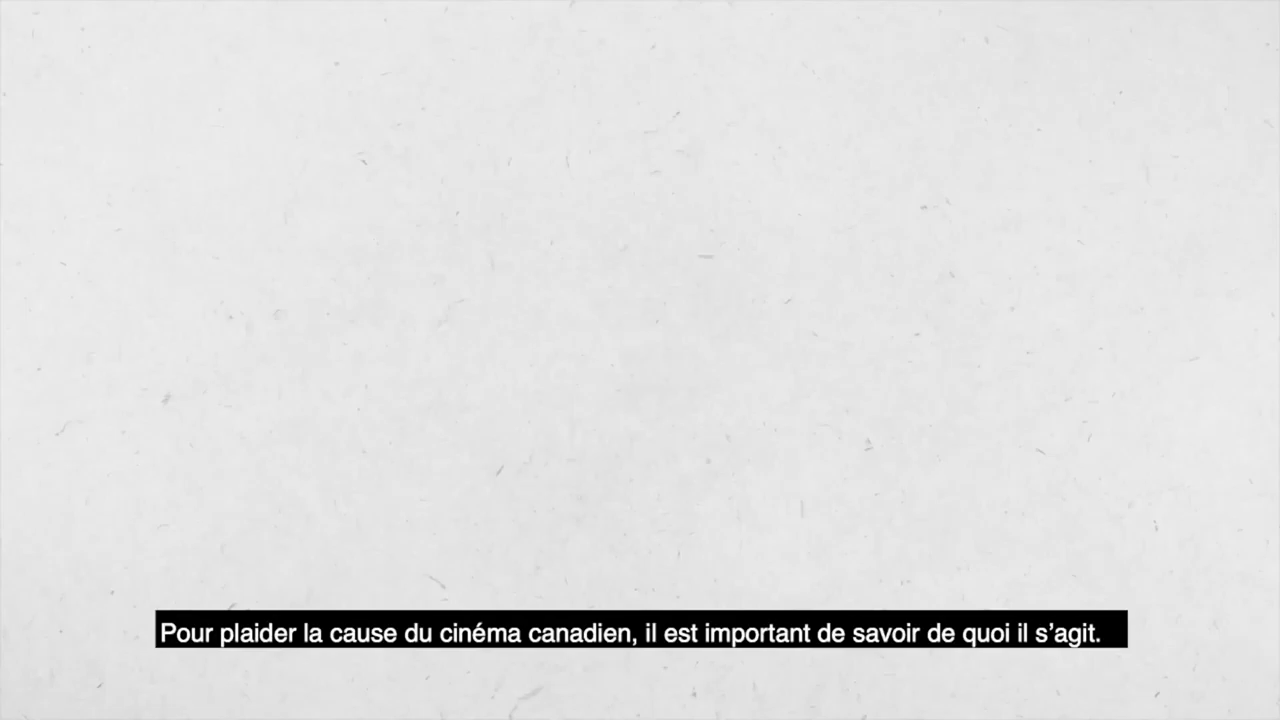 Pour plaider la cause du cinéma canadien, il est important de savoir de quoi il s’agit.